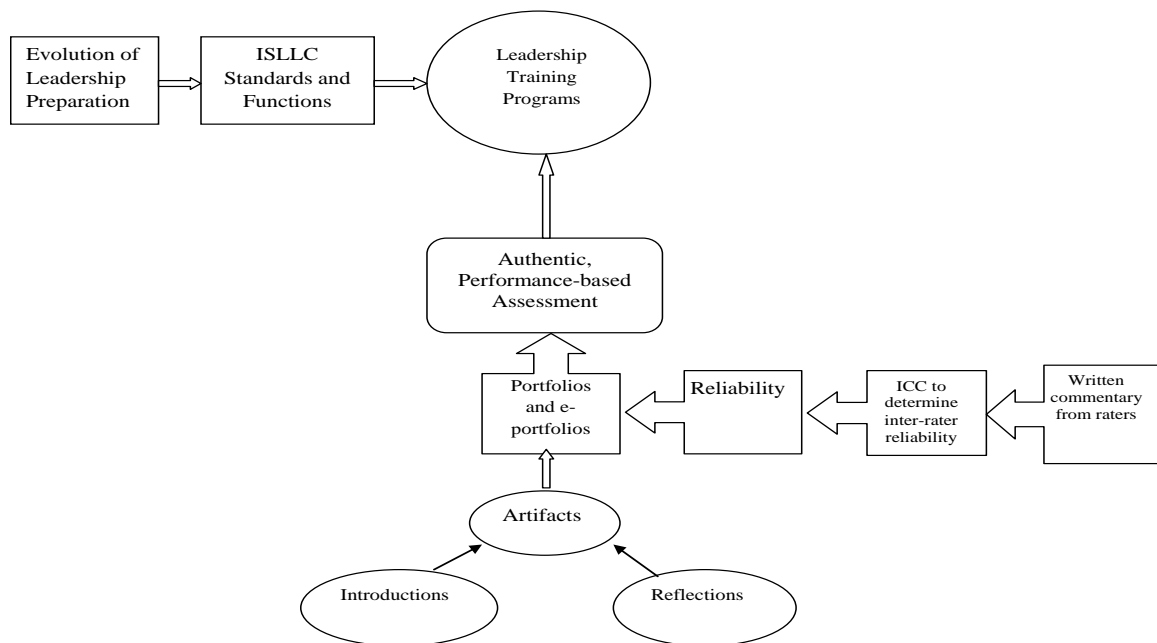 Evolution of
Leadership
Preparation
ISLLC
Standards and
Functions
Leadership
Training
Programs
Authentic,
Performance-based
Assessment
Portfolios
and e-
portfolios
Reliability
ICC to
determine
inter-rater
reliability
Written
commentary
from raters
Artifacts
Introductions
Reflections